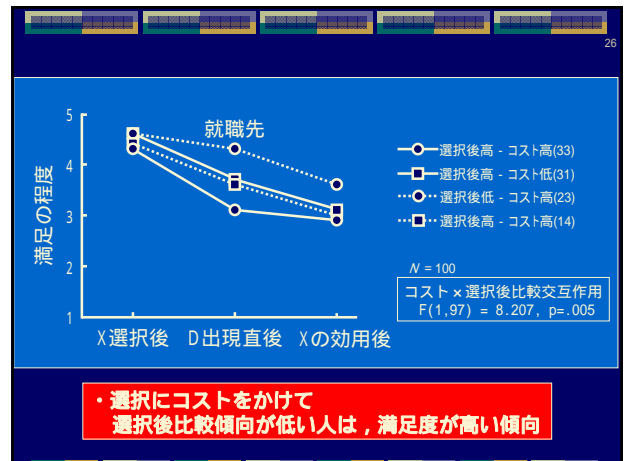 26
就職先
5
4
3
2
1
満足の程度
X選択後 D出現直後 Xの効用後
選択後高 - コスト高(33)
選択後高 - コスト低(31)
選択後低 - コスト高(23)
選択後高 - コスト高(14)
N = 100
コスト×選択後比較交互作用
F(1,97) = 8.207, p=.005
・選択にコストをかけて
選択後比較傾向が低い人は，満足度が高い傾向